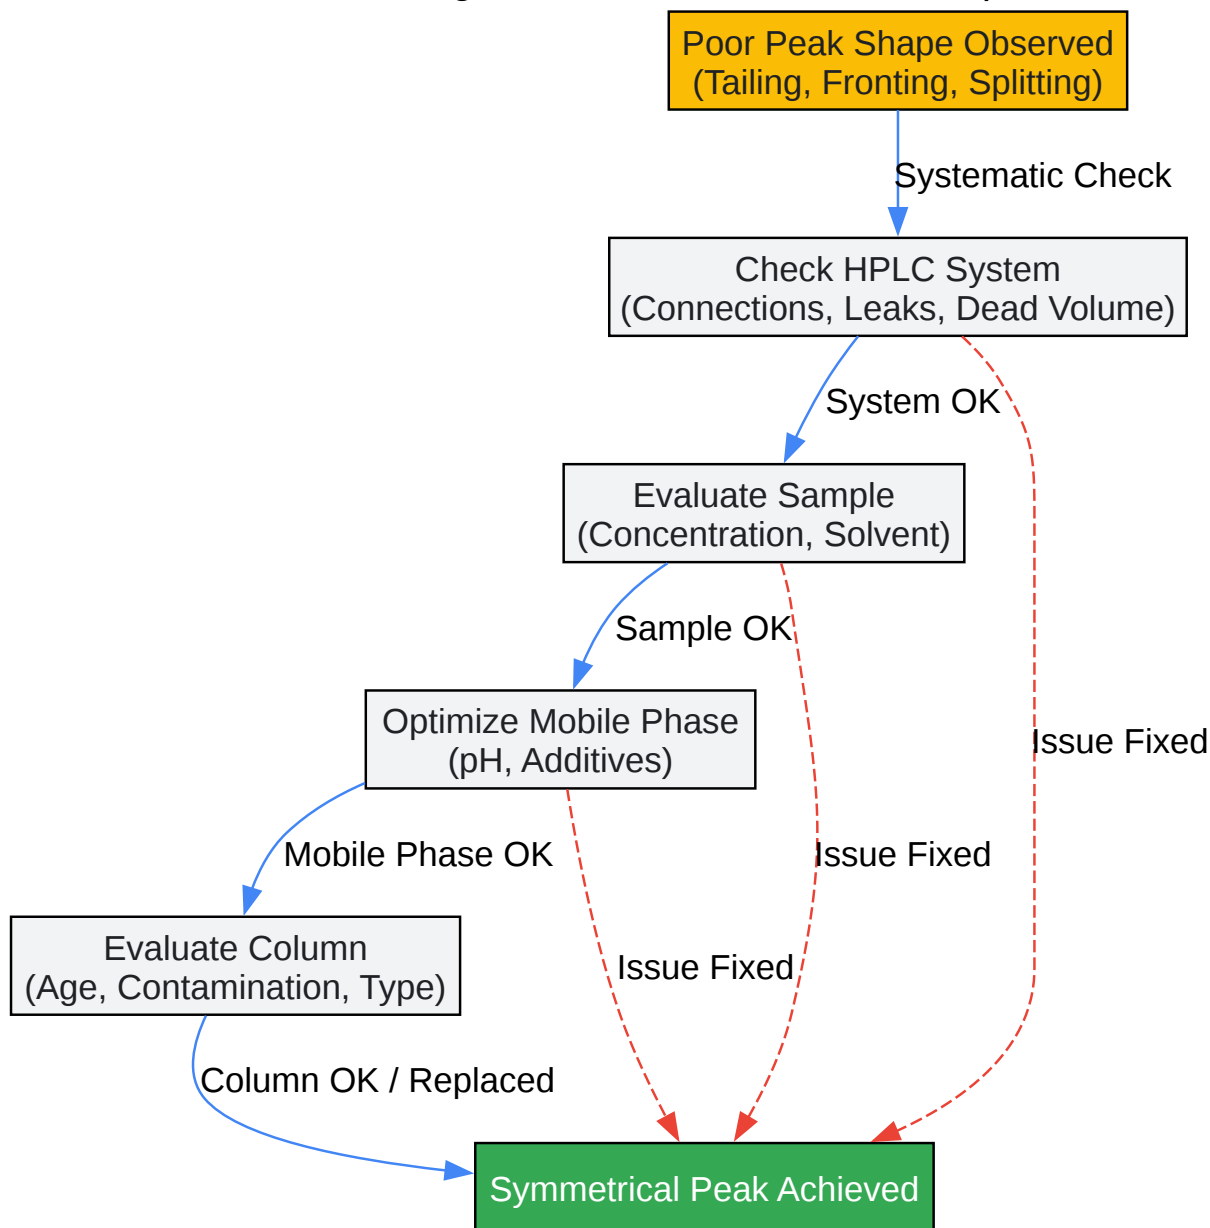 Poor Peak Shape Observed
(Tailing, Fronting, Splitting)
Systematic Check
Check HPLC System
(Connections, Leaks, Dead Volume)
System OK
Evaluate Sample
(Concentration, Solvent)
Sample OK
Optimize Mobile Phase
(pH, Additives)
Issue Fixed
Mobile Phase OK
Issue Fixed
Evaluate Column
(Age, Contamination, Type)
Issue Fixed
Column OK / Replaced
Symmetrical Peak Achieved